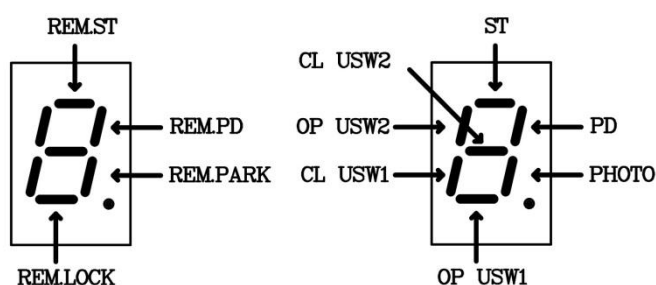 REM.ST
REM.PD
REM.PARK
REM.LOCK
ST
CL USW2
OP USW2
PD
CL USW1
PHOTO
OP USW1